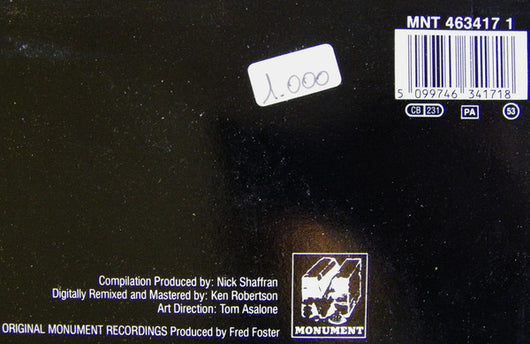 MNT 463417 1
1.000
5 099746 341718
CB 231
PA
53
Compilation Produced by: Nick Shaffran
Digitally Remixed and Mastered by: Ken Robertson
Art Direction: Tom Asalone
MONUMENT
ORIGINAL MONUMENT RECORDINGS Produced by Fred Foster